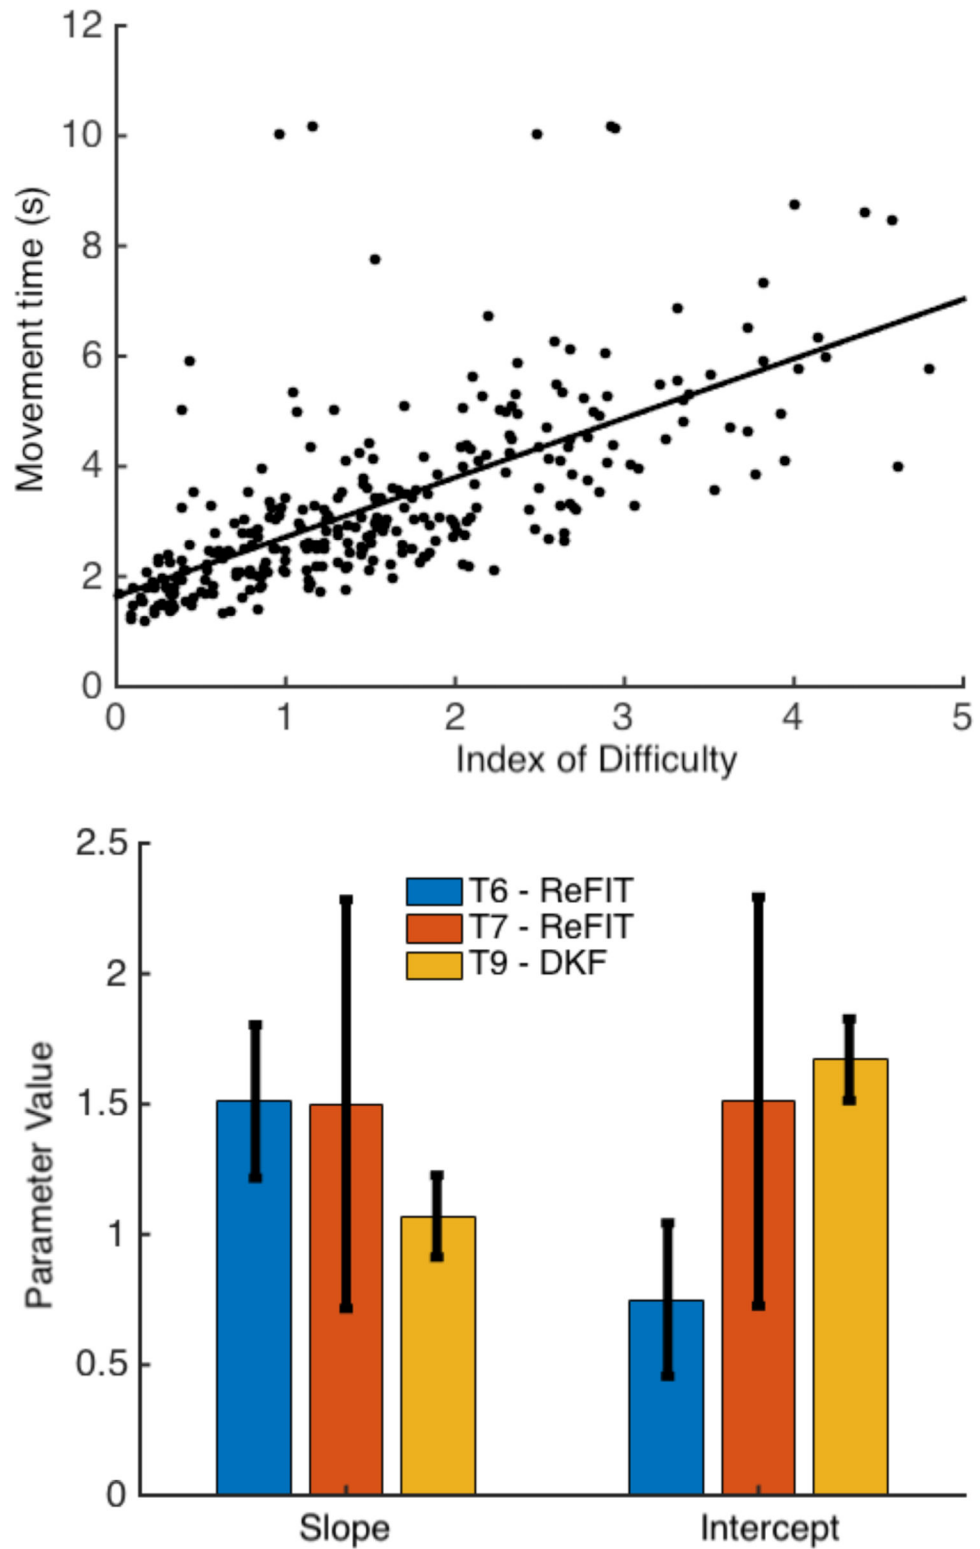 12
10
8
6
4
2
0
Movement time (s)
0 1 2 3 4 5
Index of Difficulty
2.5
2
1.5
1
0.5
0
Parameter Value
T6 - ReFIT
T7 - ReFIT
T9 - DKF
Slope Intercept